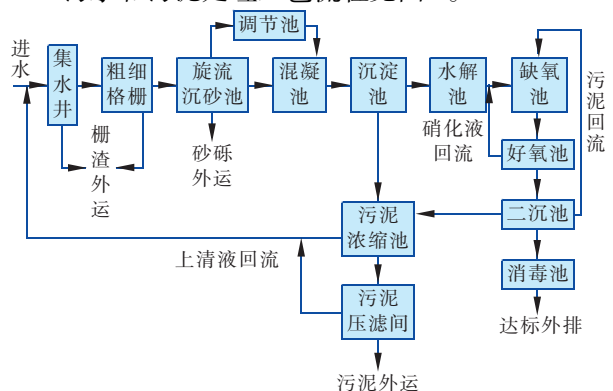 调节池
进
水
集
水
井
粗细
格栅
旋流
沉砂池
混凝
池
沉淀
池
水解
池
缺氧
池
污
泥
回
流
栅
渣
外
运
砂砾
外运
硝化液
回流
好氧池
污泥
浓缩池
二沉池
上清液回流
消毒池
污泥
压滤间
达标外排
污泥外运